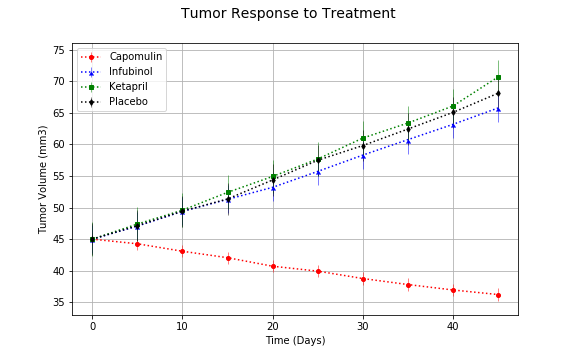 Tumor Response to Treatment
75
70
65
60
55
50
45
40
35
Tumor Volume (mm3)
Capomulin
Infubinol
Ketapril
Placebo
0
10
20
30
40
Time (Days)